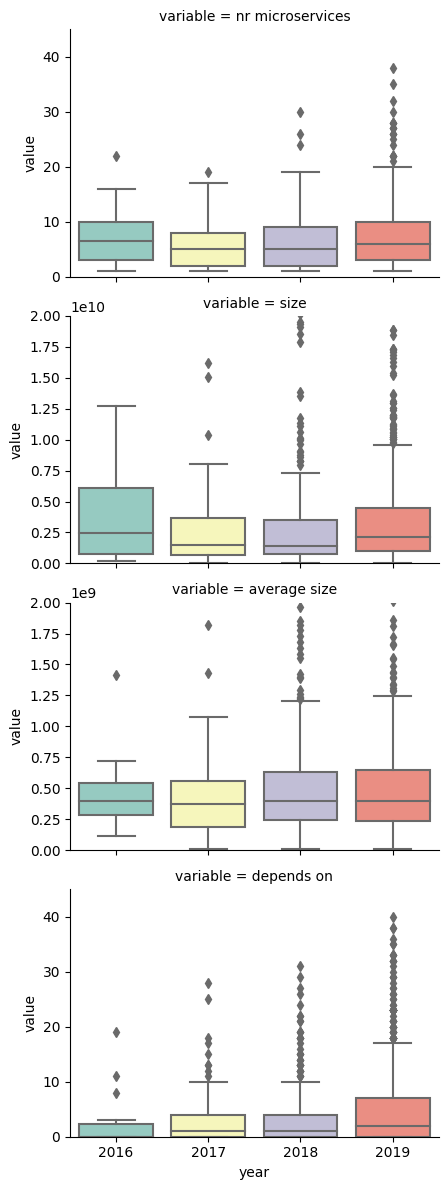 variable = nr microservices
40
30
20
10
0
value
variable = size
1e10
2.00
1.75
1.50
1.25
1.00
0.75
0.50
0.25
0.00
value
variable = average size
1e9
2.00
1.75
1.50
1.25
1.00
0.75
0.50
0.25
0.00
value
variable = depends on
40
30
20
10
0
value
2016 2017 2018 2019
year